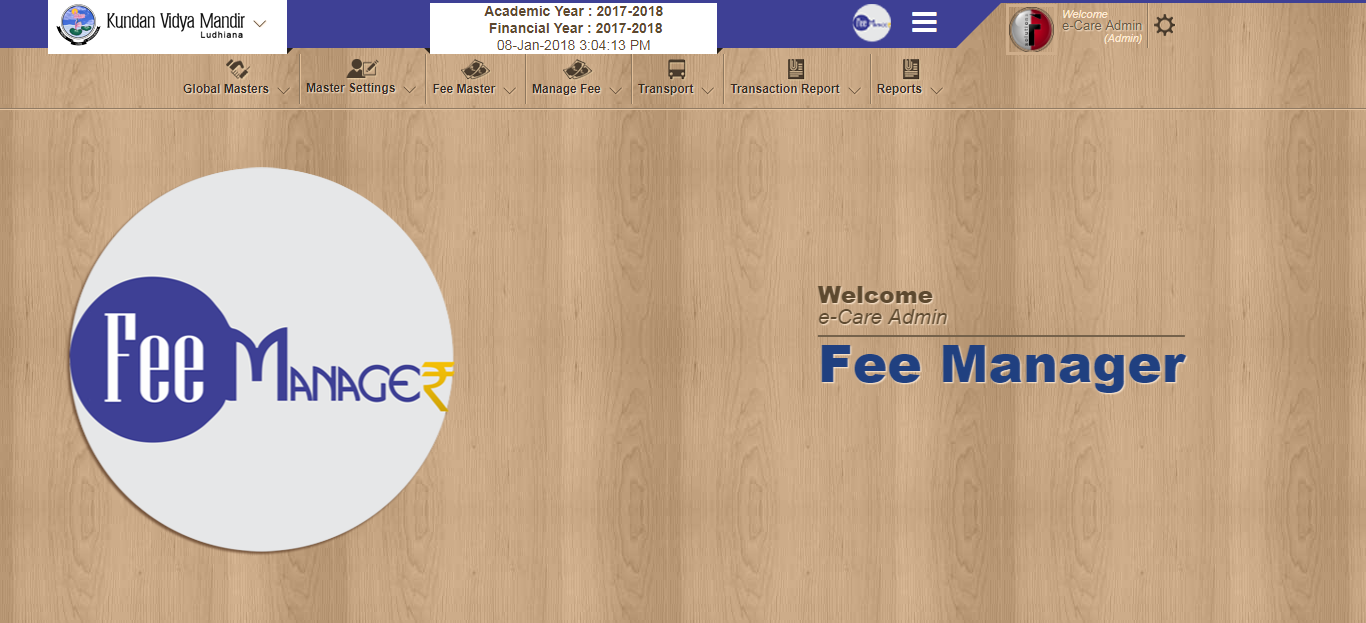 Kundan Vidya Mandir
Ludhiana
Academic Year : 2017-2018
Financial Year : 2017-2018
08-Jan-2018 3:04:13 PM
Fee Manager
Welcome
e-Care Admin
(Admin)
Global Masters
Master Settings
Fee Master
Manage Fee
Transport
Transaction Report
Reports
Fee Manage₹
Welcome
e-Care Admin
Fee Manager